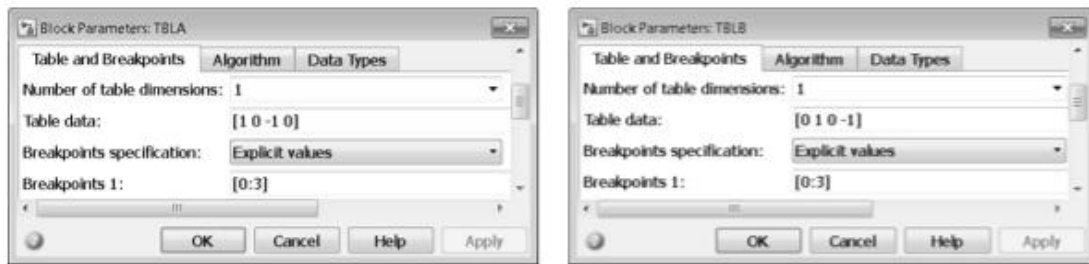 Block Parameters: TBLA
Table and Breakpoints Algorithm Data Types
Number of table dimensions: 1
Table data: [1 0 -1 0]
Breakpoints specification: Explicit values
Breakpoints 1: [0:3]
OK Cancel Help Apply
Block Parameters: TBLB
Table and Breakpoints Algorithm Data Types
Number of table dimensions: 1
Table data: [0 1 0 -1]
Breakpoints specification: Explicit values
Breakpoints 1: [0:3]
OK Cancel Help Apply